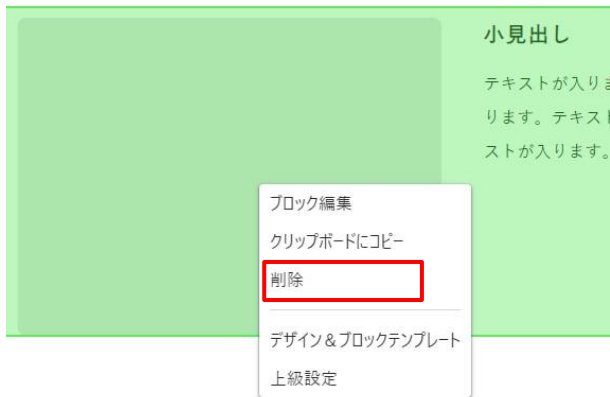 小見出し
テキストが入りま
ります。テキスト
ストが入ります。
ブロック編集
クリップボードにコピー
削除
デザイン＆ブロックテンプレート
上級設定